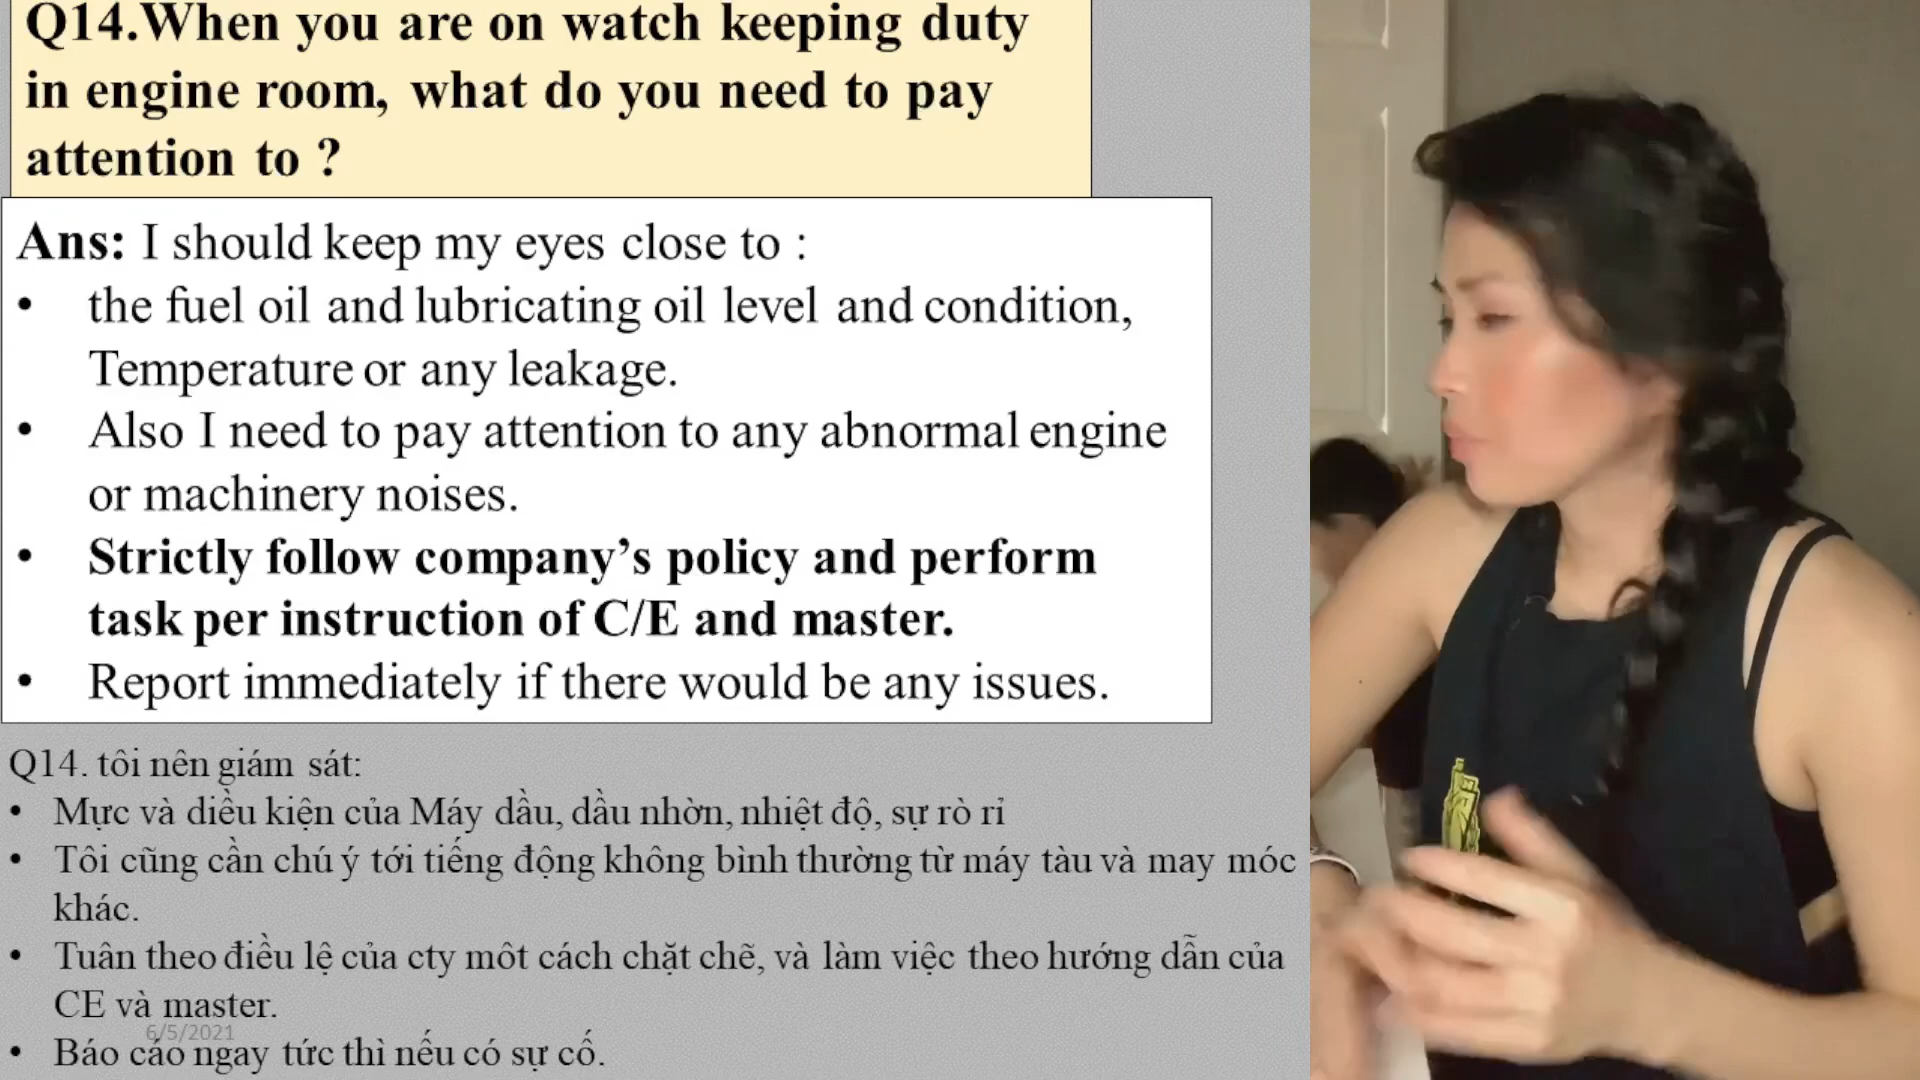 Q14.When you are on watch keeping duty
in engine room, what do you need to pay
attention to ?
Ans: I should keep my eyes close to :
• the fuel oil and lubricating oil level and condition,
Temperature or any leakage.
• Also I need to pay attention to any abnormal engine
or machinery noises.
• Strictly follow company’s policy and perform
task per instruction of C/E and master.
• Report immediately if there would be any issues.
Q14. tôi nên giám sát:
• Mực và diều kiện của Máy dầu, dầu nhờn, nhiệt độ, sự rò rỉ
• Tôi cũng cần chú ý tới tiếng động không bình thường từ máy tàu và may móc
khác.
• Tuân theo điều lệ của cty môt cách chặt chẽ, và làm việc theo hướng dẫn của
CE và master.
6/5/2021
• Báo cáo ngay tức thì nếu có sự cố.